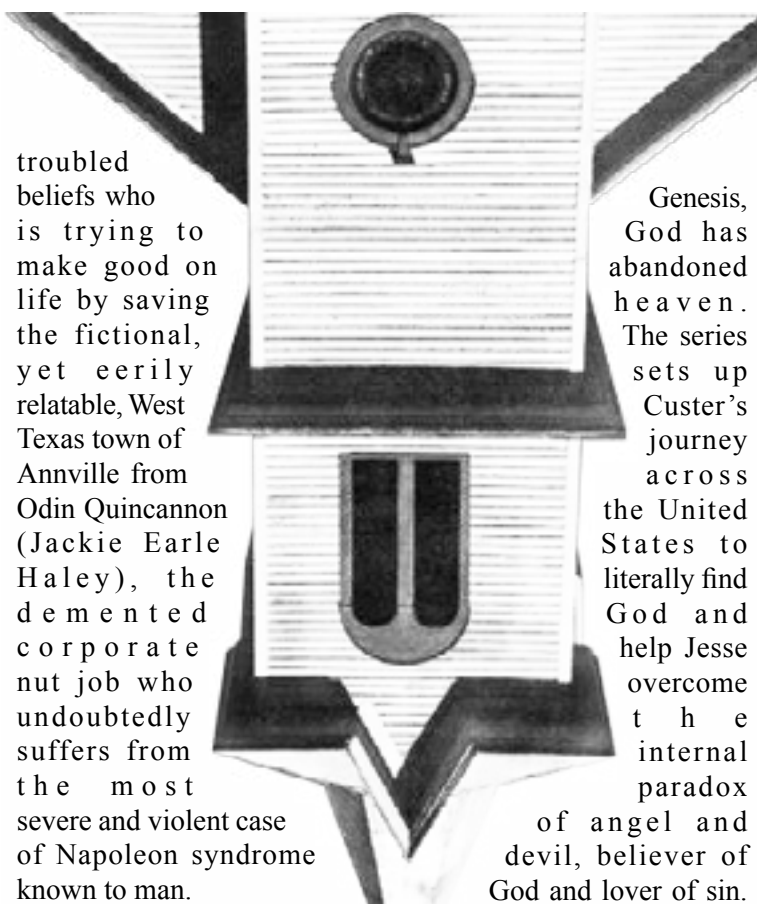 troubled
beliefs who
is trying to
make good on
life by saving
the fictional,
yet eerily
relatable, West
Texas town of
Annville from
Odin Quincannon
(Jackie Earle
Haley), the
demented
corporate
nut job who
undoubtedly
suffers from
the most
severe and violent case
of Napoleon syndrome
known to man.
Genesis,
God has
abandoned
heaven.
The series
sets up
Custer's
journey
across
the United
States to
literally find
God and
help Jesse
overcome
the
internal
paradox
of angel and
devil, believer of
God and lover of sin.